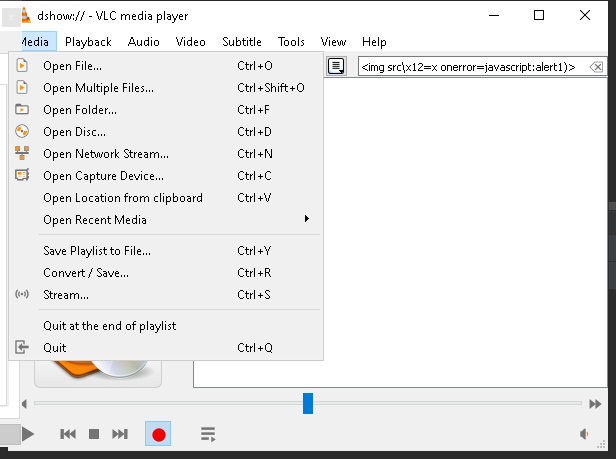 dshow:// - VLC media player
Media Playback Audio Video Subtitle Tools View Help
Open File... Ctrl+O
Open Multiple Files... Ctrl+Shift+O
Open Folder... Ctrl+F
Open Disc... Ctrl+D
Open Network Stream... Ctrl+N
Open Capture Device... Ctrl+C
Open Location from clipboard Ctrl+V
Open Recent Media
Save Playlist to File... Ctrl+Y
Convert / Save... Ctrl+R
Stream... Ctrl+S
Quit at the end of playlist
Quit Ctrl+Q
<img src\x12=x onerror=javascript:alert1)>